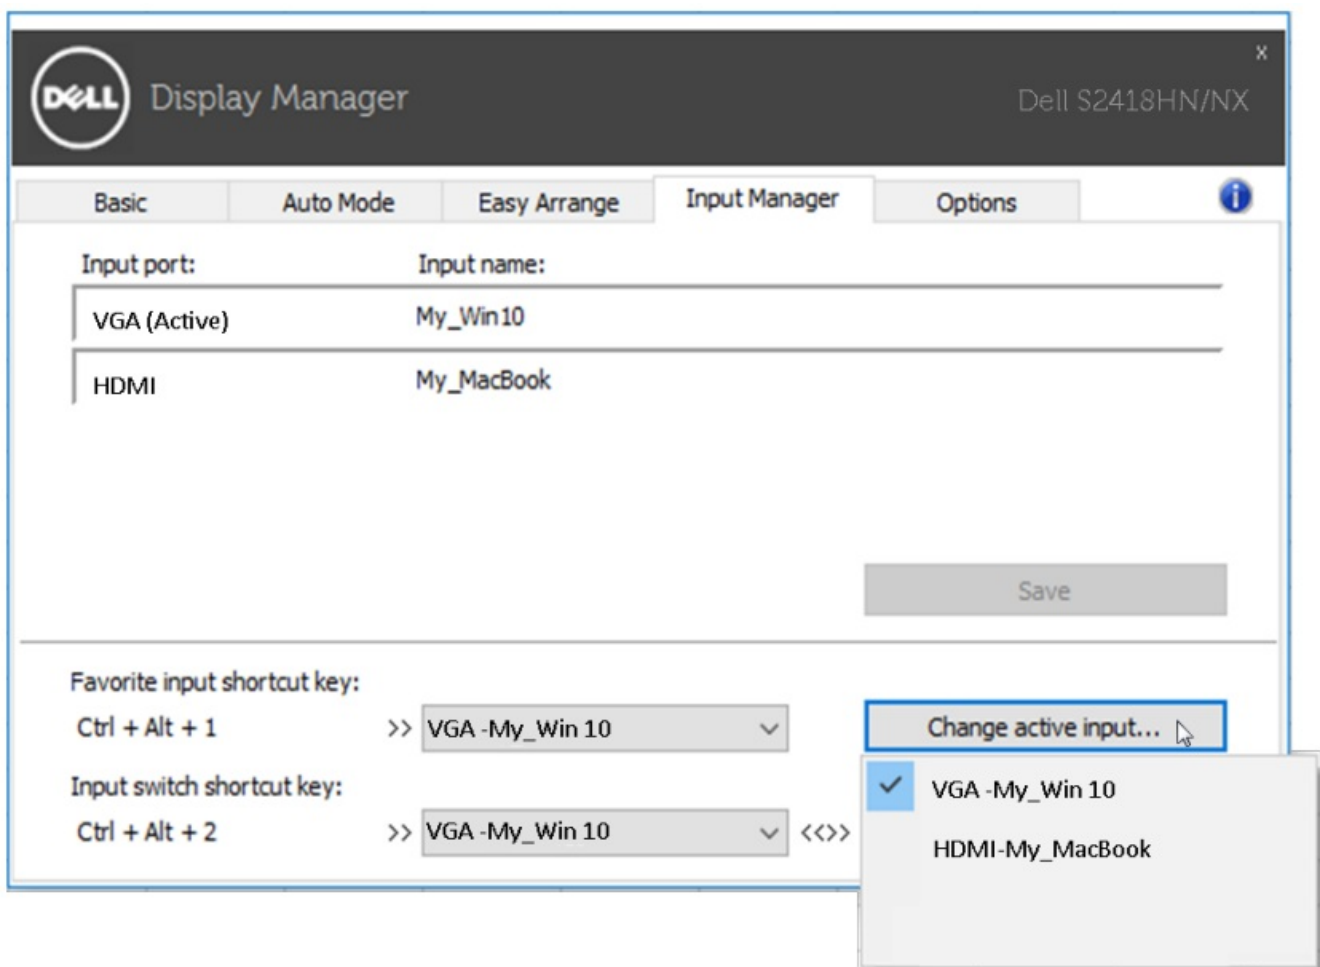 x
DELL Display Manager Dell S2418HN/NX
Basic Auto Mode Easy Arrange Input Manager Options i
Input port: Input name:
VGA (Active) My_Win10
HDMI My_MacBook
Save
Favorite input shortcut key:
Ctrl + Alt + 1 >> VGA -My_Win 10 Change active input...
Input switch shortcut key:
Ctrl + Alt + 2 >> VGA -My_Win 10 <<>>
VGA -My_Win 10
HDMI-My_MacBook